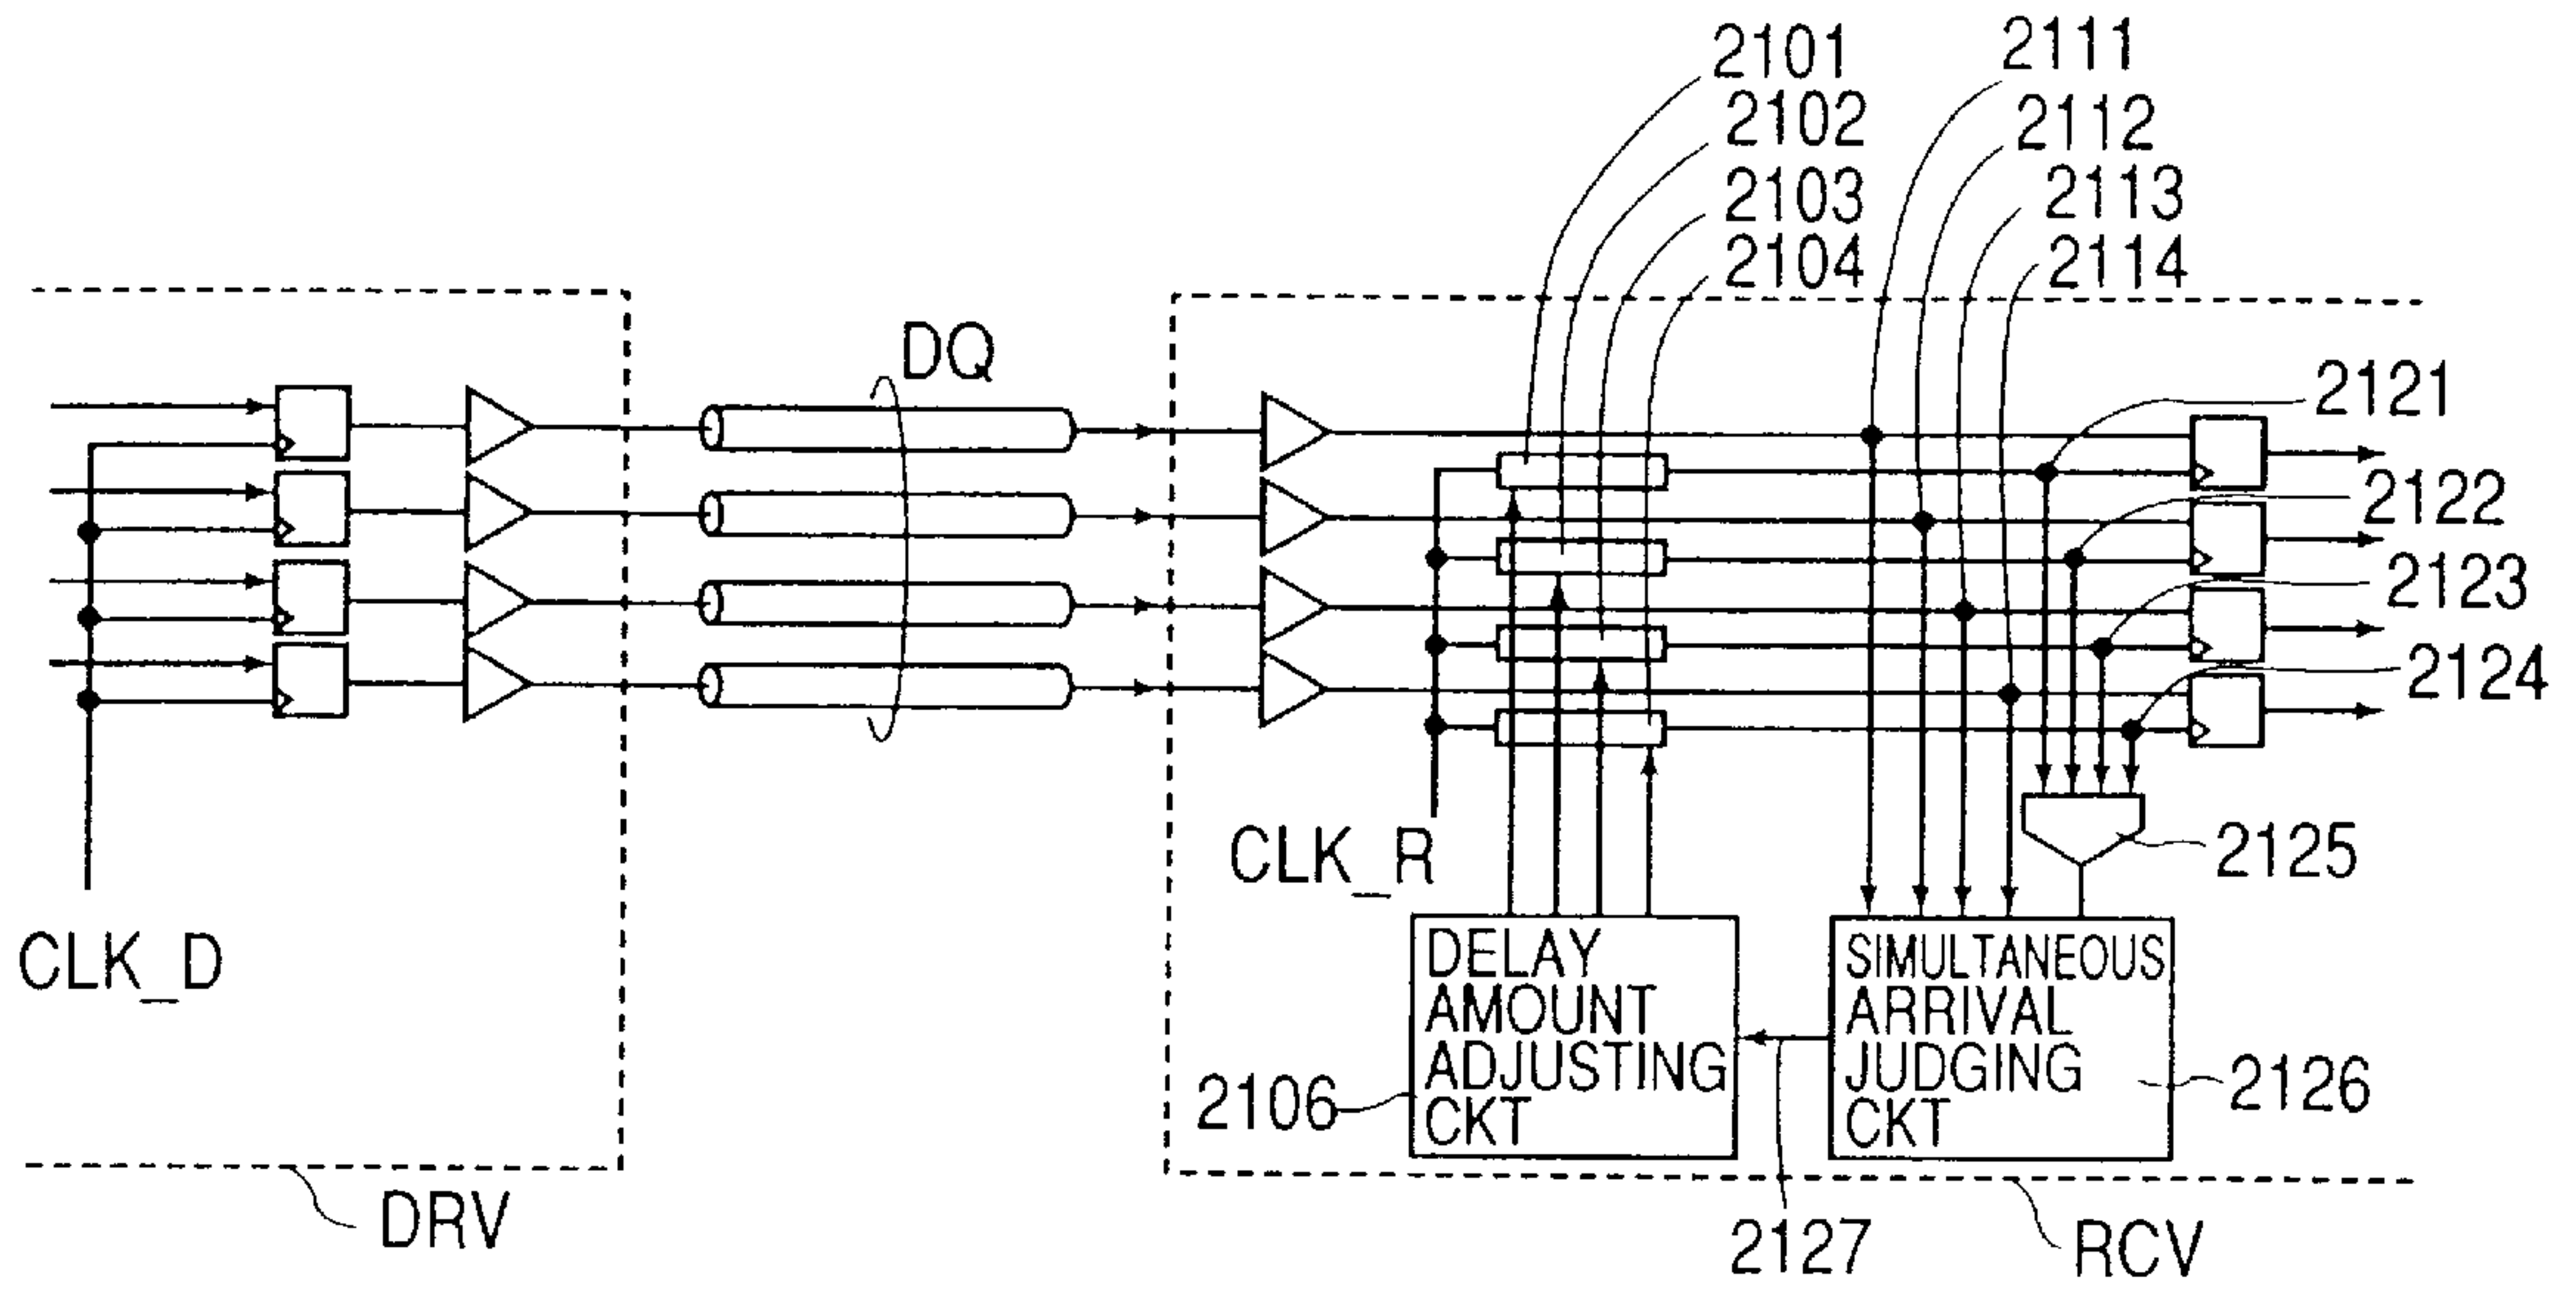 2101
2102
2103
2104
2111
2112
2113
2114
DQ
2121
2122
2123
2124
2125
CLK_D
CLK_R
DELAY
AMOUNT
ADJUSTING
CKT
SIMULTANEOUS
ARRIVAL
JUDGING
CKT
2106
2126
2127
DRV
RCV